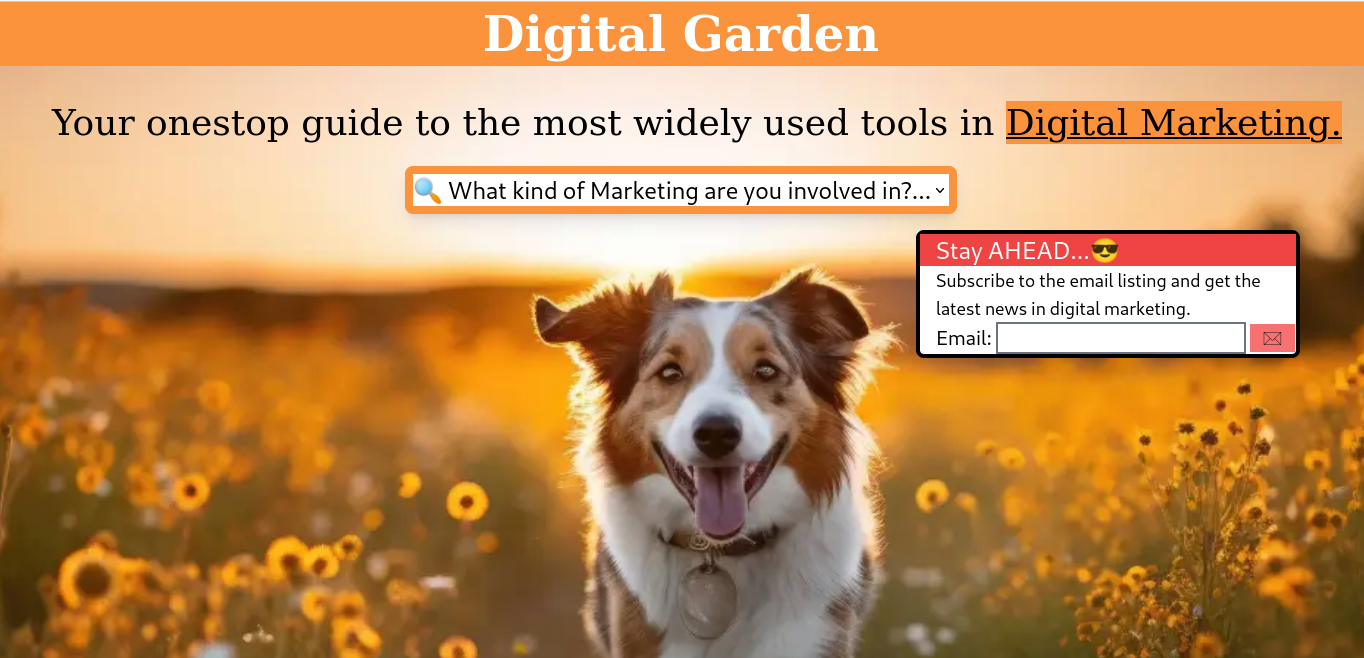 Digital Garden
Your onestop guide to the most widely used tools in Digital Marketing.
🔍 What kind of Marketing are you involved in?...
Stay AHEAD...😎
Subscribe to the email listing and get the
latest news in digital marketing.
Email: